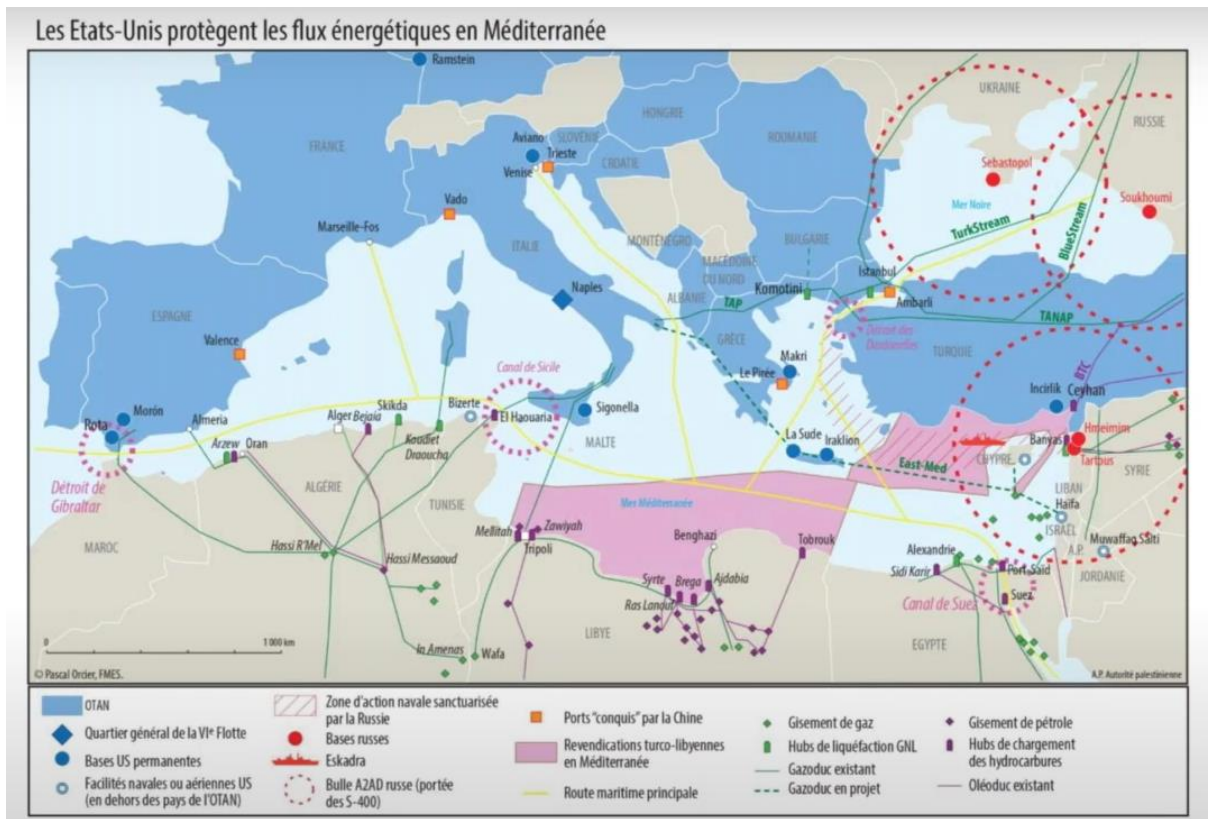 Les Etats-Unis protègent les flux énergétiques en Méditerranée
Ramstein
UKRAINE
RUSSIE
HONGRIE
ROUMANIE
FRANCE
Aviano
SLOVÉNIE
Trieste
Venise
CROATIE
Sebastopol
Soukhoumi
Mer Noire
Vado
TurkStream
BlueStream
Marseille-Fos
ITALIE
MONTÉNÉGRO
BULGARIE
MACÉDOINE
DU NORD
Istanbul
Komotini
Ambarli
Naples
ALBANIE
TAP
TANAP
ESPAGNE
Détroit des
Dardanelles
GRÈCE
TURQUIE
Valence
Makri
Le Pirée
BTC
Canal de Sicile
Incirlik
Ceyhan
Morón
Rota
Almeria
Alger
Bejaia
Skikda
Bizerte
El Haouaria
Sigonella
La Sude
Iraklion
Banyas
Hmeimim
Tartous
CHYPRE
SYRIE
Arzew
Oran
Koudiet
Draoucha
MALTE
East-Med
LIBAN
Détroit de
Gibraltar
ALGÉRIE
TUNISIE
Mer Méditerranée
Haïfa
ISRAËL
MAROC
Hassi R'Mel
Hassi Messaoud
Mellitah
Zawiyah
Tripoli
Benghazi
Tobrouk
Alexandrie
Sidi Karir
Port-Saïd
A.P.
Muwaffaq Salti
JORDANIE
Syrte
Brega
Ajdabia
Ras Lanouf
Canal de Suez
Suez
LIBYE
EGYPTE
0
1 000 km
In Amenas
Wafa
© Pascal Orcier, FMES.
A.P. Autorité palestinienne
OTAN
Quartier général de la VIe Flotte
Bases US permanentes
Facilités navales ou aériennes US
(en dehors des pays de l'OTAN)
Zone d'action navale sanctuarisée
par la Russie
Bases russes
Eskadra
Bulle A2AD russe (portée
des S-400)
Ports "conquis" par la Chine
Revendications turco-libyennes
en Méditerranée
Route maritime principale
Gisement de gaz
Hubs de liquéfaction GNL
Gazoduc existant
Gazoduc en projet
Gisement de pétrole
Hubs de chargement
des hydrocarbures
Oléoduc existant